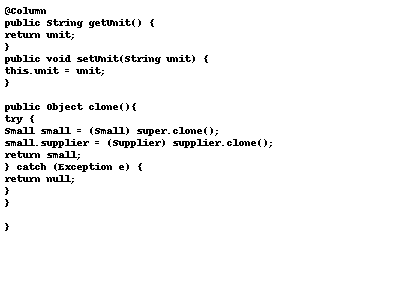 @Column
public String getUnit() {
return unit;
}
public void setUnit(String unit) {
this.unit = unit;
}

public Object clone(){
try {
Small small = (Small) super.clone();
small.supplier = (Supplier) supplier.clone();
return small;
} catch (Exception e) {
return null;
}
}

}